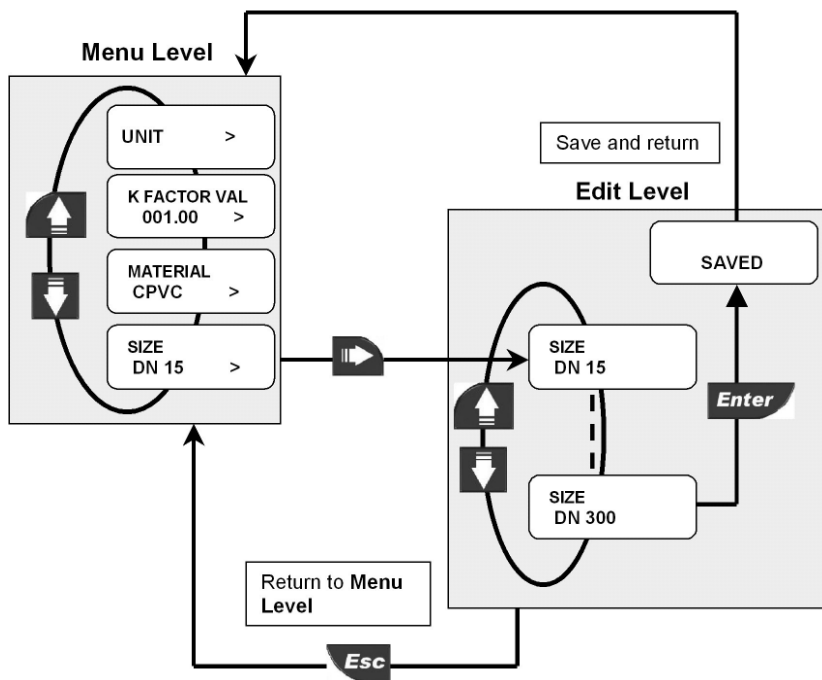 Menu Level
UNIT >
K FACTOR VAL
001.00 >
MATERIAL
CPVC >
SIZE
DN 15 >
Save and return
Edit Level
SAVED
SIZE
DN 15
Enter
SIZE
DN 300
Return to Menu
Level
Esc